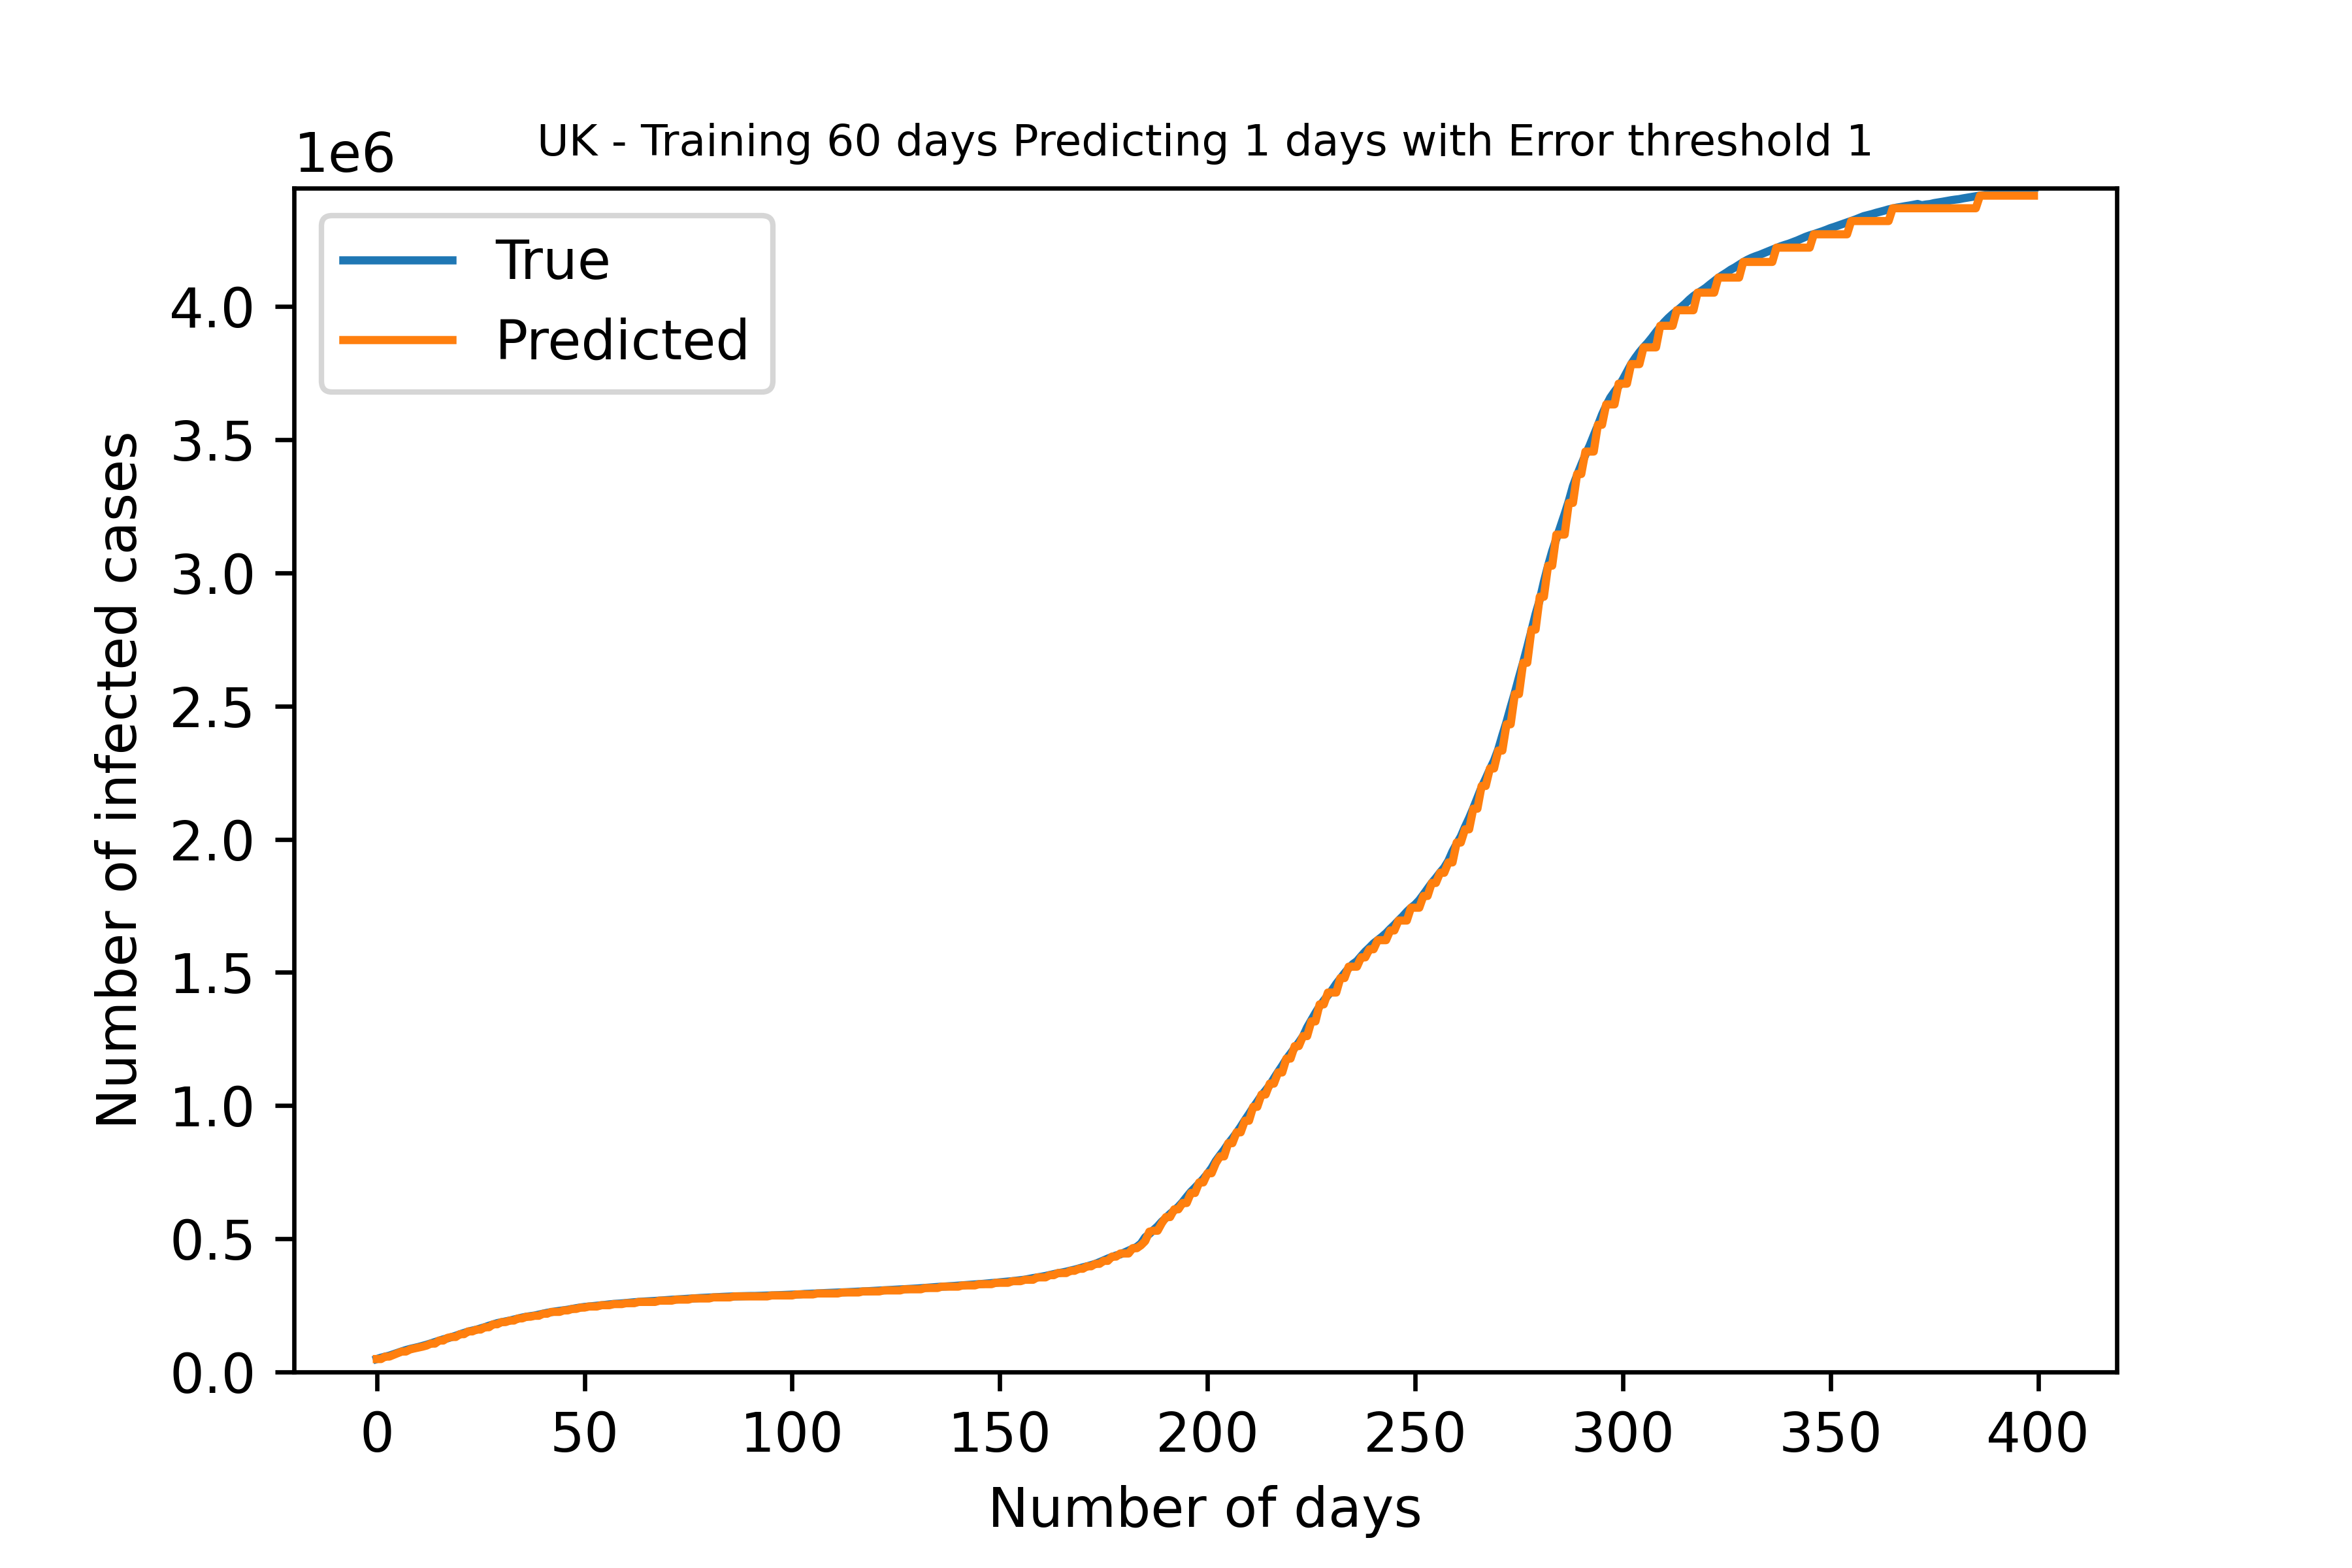 UK - Training 60 days Predicting 1 days with Error threshold 1
1e6
True
Predicted
Number of infected cases
4.0
3.5
3.0
2.5
2.0
1.5
1.0
0.5
0.0
0 50 100 150 200 250 300 350 400
Number of days